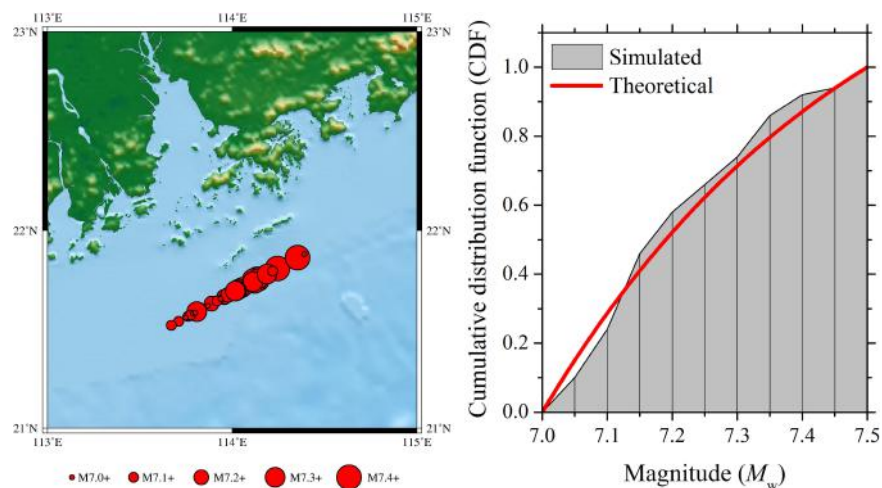 113°E 114°E 115°E
23°N 23°N
22°N 22°N
21°N 21°N
113°E 114°E 115°E
M7.0+ M7.1+ M7.2+ M7.3+ M7.4+
Cumulative distribution function (CDF)
Simulated
Theoretical
1.0
0.8
0.6
0.4
0.2
0.0
7.0 7.1 7.2 7.3 7.4 7.5
Magnitude (Mw)